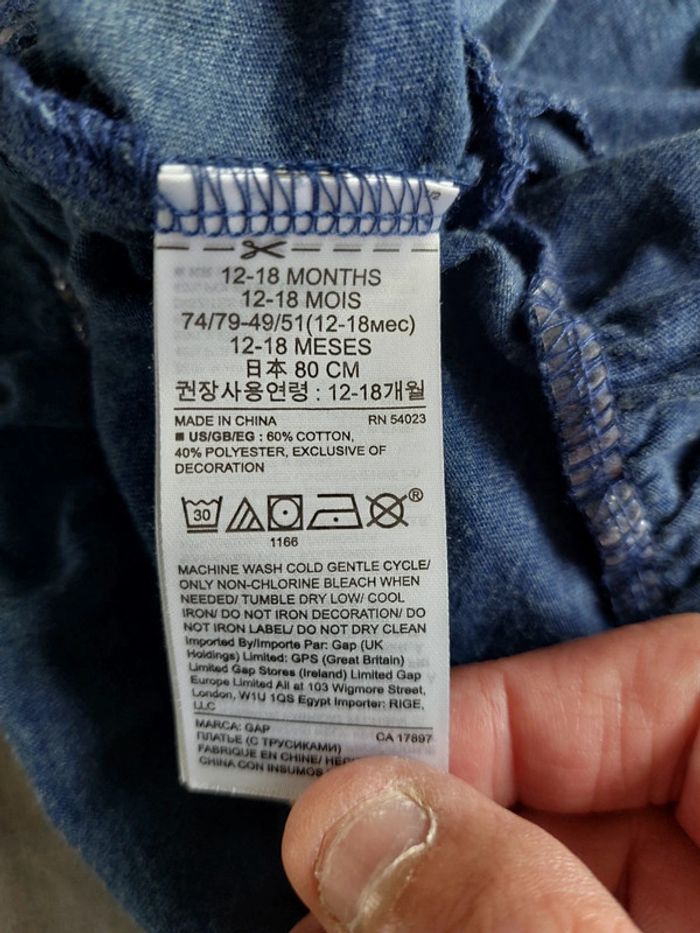 12-18 MONTHS
12-18 MOIS
74/79-49/51(12-18мес)
12-18 MESES
日本 80 CM
권장사용연령 : 12-18개월
MADE IN CHINA RN 54023
■ US/GB/EG : 60% COTTON,
40% POLYESTER, EXCLUSIVE OF
DECORATION
30
®
1166
MACHINE WASH COLD GENTLE CYCLE/
ONLY NON-CHLORINE BLEACH WHEN
NEEDED/ TUMBLE DRY LOW/ COOL
IRON/ DO NOT IRON DECORATION/ DO
NOT IRON LABEL/ DO NOT DRY CLEAN
Imported By/Importe Par: Gap (UK
Holdings) Limited: GPS (Great Britain)
Limited Gap Stores (Ireland) Limited Gap
Europe Limited All at 103 Wigmore Street,
London, W1U 1QS Egypt Importer: RIGE,
LLC
MARCA: GAP
ПЛАТЬЕ (С ТРУСИКАМИ) CA 17897
FABRIQUE EN CHINE/
CHINA CON INSUMOS